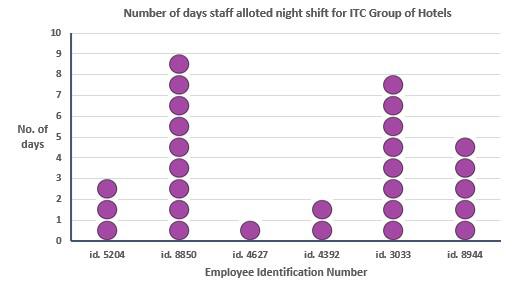 Number of days staff alloted night shift for ITC Group of Hotels
10
9
8
7
6
5
4
3
2
1
0
No. of
days
id. 5204
id. 8850
id. 4627
id. 4392
id. 3033
id. 8944
Employee Identification Number